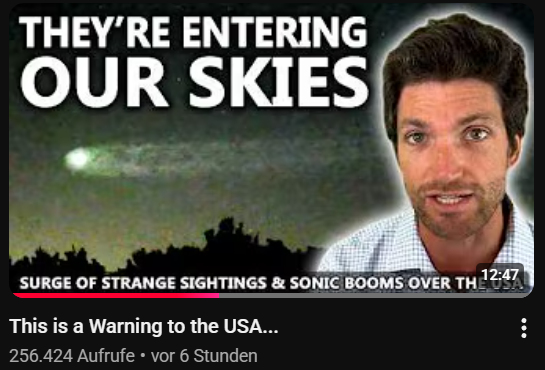 THEY'RE ENTERING
OUR SKIES
SURGE OF STRANGE SIGHTINGS & SONIC BOOMS OVER THE USA
12:47
This is a Warning to the USA...
256.424 Aufrufe • vor 6 Stunden